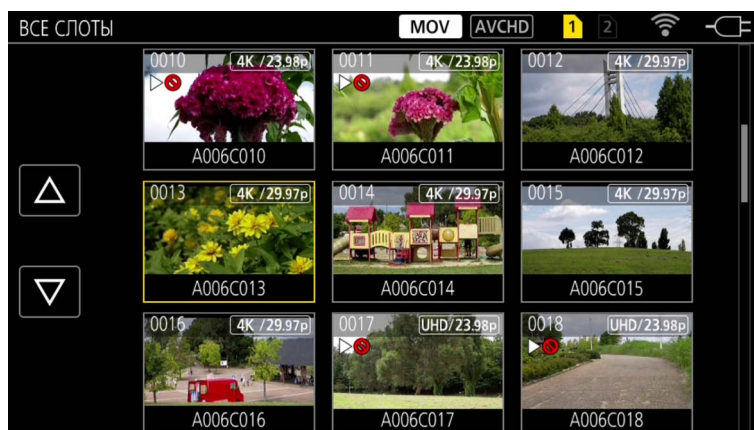 ВСЕ СЛОТЫ MOV AVCHD 1 2
0010 4K /23.98p 0011 4K /23.98p 0012 4K /29.97p
A006C010 A006C011 A006C012
0013 4K /29.97p 0014 4K /29.97p 0015 4K /29.97p
A006C013 A006C014 A006C015
0016 4K /29.97p 0017 UHD/23.98p 0018 UHD/23.98p
A006C016 A006C017 A006C018